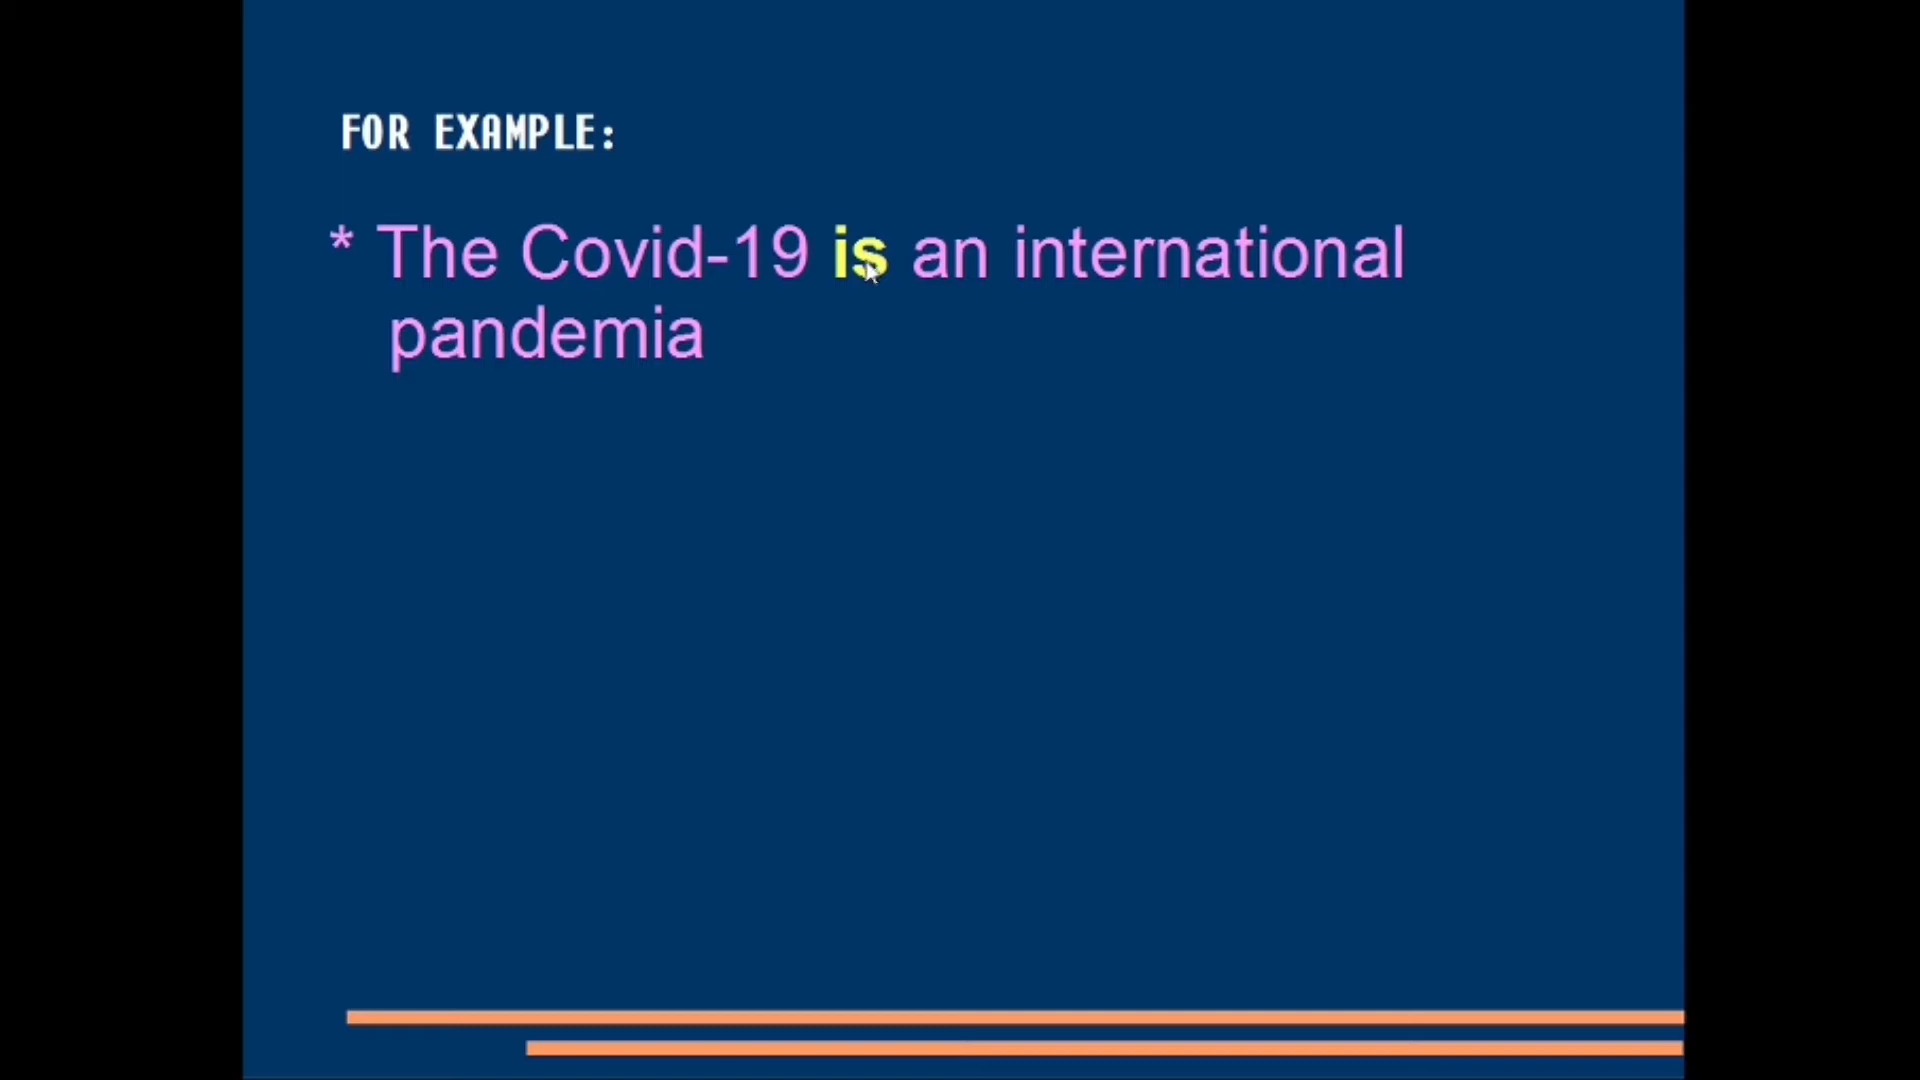 FOR EXAMPLE:
* The Covid-19 is an international
pandemia